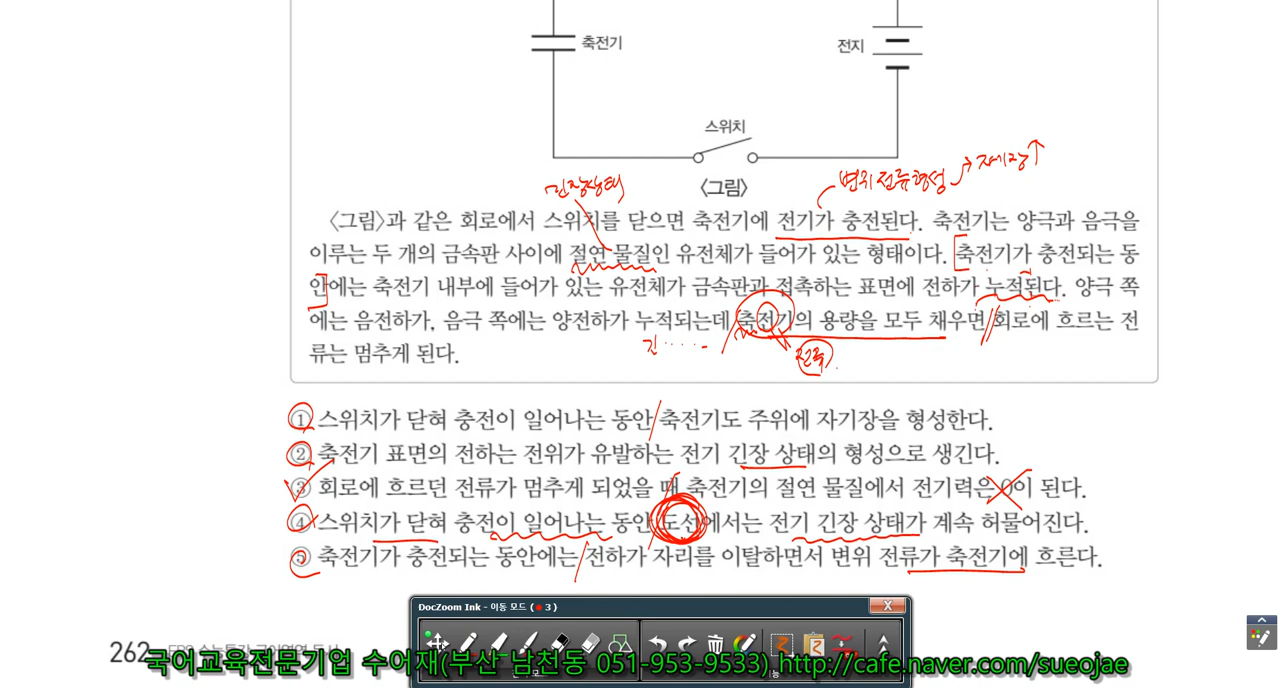 축전기
전지
스위치
〈그림〉
긴장상태
변위 전류 형성 → 자기장↑
〈그림〉과 같은 회로에서 스위치를 닫으면 축전기에 전기가 충전된다. 축전기는 양극과 음극을
이루는 두 개의 금속판 사이에 절연 물질인 유전체가 들어가 있는 형태이다. 축전기가 충전되는 동
안에는 축전기 내부에 들어가 있는 유전체가 금속판과 접촉하는 표면에 전하가 누적된다. 양극 쪽
에는 음전하가, 음극 쪽에는 양전하가 누적되는데 축전기의 용량을 모두 채우면 회로에 흐르는 전
류는 멈추게 된다.
① 스위치가 닫혀 충전이 일어나는 동안 축전기도 주위에 자기장을 형성한다.
② 축전기 표면의 전하는 전위가 유발하는 전기 긴장 상태의 형성으로 생긴다.
③ 회로에 흐르던 전류가 멈추게 되었을 때 축전기의 절연 물질에서 전기력은 0이 된다.
④ 스위치가 닫혀 충전이 일어나는 동안 도선에서는 전기 긴장 상태가 계속 허물어진다.
⑤ 축전기가 충전되는 동안에는 전하가 자리를 이탈하면서 변위 전류가 축전기에 흐른다.
DocZoom Ink - 이동 모드 ( ● 3 )
262
국어교육전문기업 수어재(부산 남천동 051-953-9533) http://cafe.naver.com/sueojae